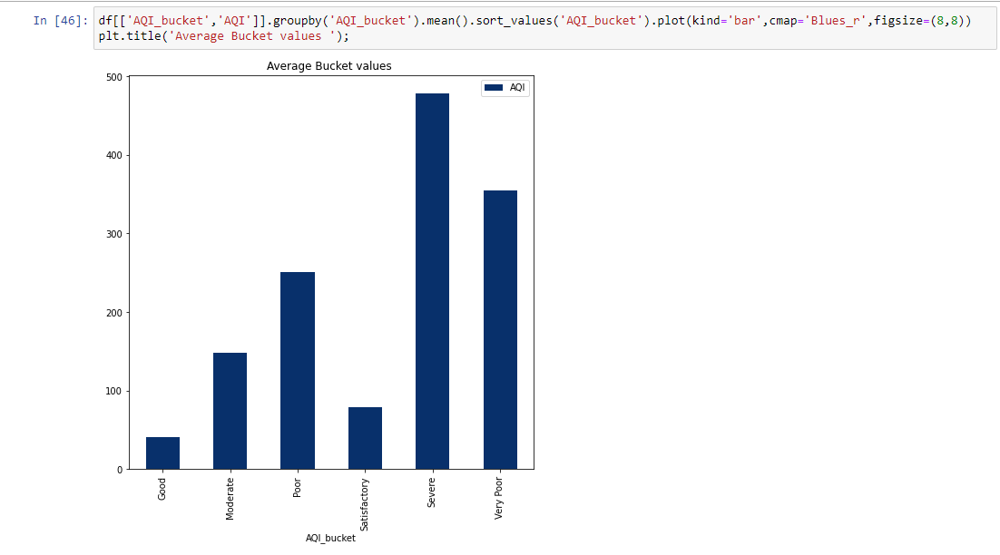 In [46]: df[['AQI_bucket','AQI']].groupby('AQI_bucket').mean().sort_values('AQI_bucket').plot(kind='bar',cmap='Blues_r',figsize=(8,8))
plt.title('Average Bucket values ');
Average Bucket values
AQI
500
400
300
200
100
0
Good
Moderate
Poor
Satisfactory
Severe
Very Poor
AQI_bucket